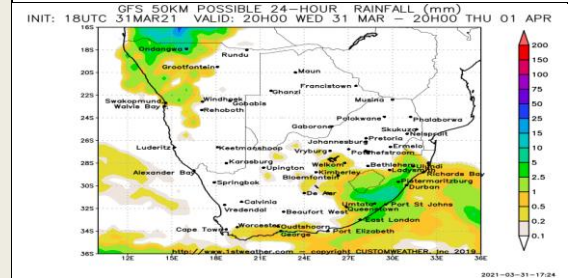 GFS 50KM POSSIBLE 24-HOUR RAINFALL (mm)
INIT: 18UTC 31MAR21 VALID: 20H00 WED 31 MAR - 20H00 THU 01 APR
16S
18S
20S
22S
24S
26S
28S
30S
32S
34S
36S
12E
15E
18E
21E
24E
27E
30E
33E
36E
Ondangwa
Rundu
Grootfontein
Maun
Francistown
Ghanzi
Swakopmund
Walvis Bay
Windhoek
Gobabis
Rehoboth
Musina
Polokwane
Phalaborwa
Skukuza
Nelspruit
Gaborone
Pretoria
Johannesburg
Ermelo
Luderitz
Keetmanshoop
Vryburg
Potchefstroom
Karasburg
Upington
Welkom
Bethlehem
Ulundi
Ladysmith
Alexander Bay
Kimberley
Bloemfontein
Richards Bay
Pietermaritzburg
Durban
Springbok
De Aar
Umtata
Port St Johns
Queenstown
Calvinia
Vredendal
Beaufort West
East London
Cape Town
Worcester
Oudtshoorn
George
Port Elizabeth
http://www.1stweather.com - copyright CUSTOMWEATHER, Inc 2019
200
150
100
75
50
25
20
15
10
5
2.5
1
0.5
0.2
0.1
2021-03-31-17:24